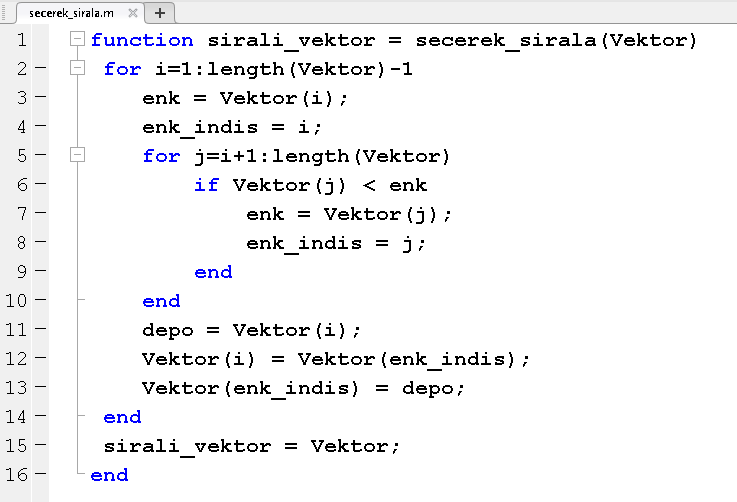 secerek_sirala.m
1 function sirali_vektor = secerek_sirala(Vektor)
2 for i=1:length(Vektor)-1
3 enk = Vektor(i);
4 enk_indis = i;
5 for j=i+1:length(Vektor)
6 if Vektor(j) < enk
7 enk = Vektor(j);
8 enk_indis = j;
9 end
10 end
11 depo = Vektor(i);
12 Vektor(i) = Vektor(enk_indis);
13 Vektor(enk_indis) = depo;
14 end
15 sirali_vektor = Vektor;
16 end